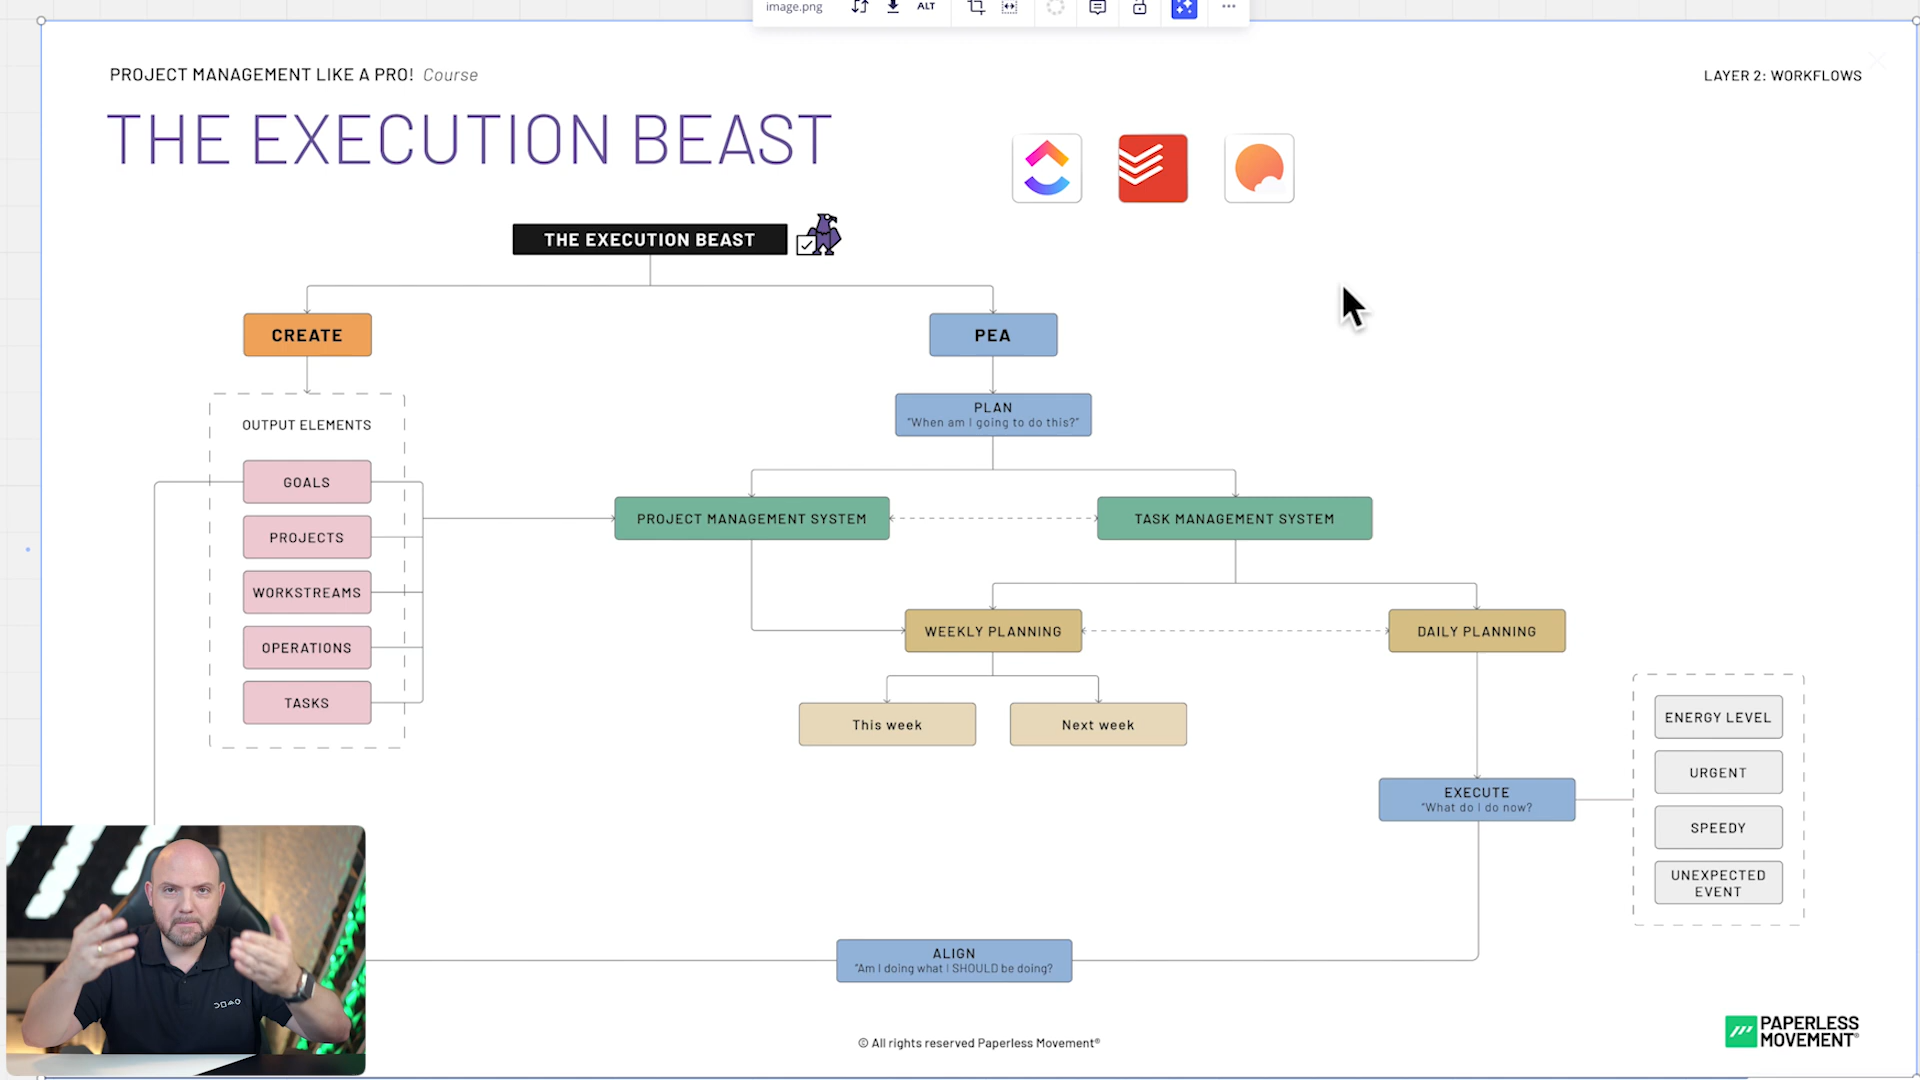 image.png
ALT
PROJECT MANAGEMENT LIKE A PRO! Course
LAYER 2: WORKFLOWS
THE EXECUTION BEAST
THE EXECUTION BEAST
CREATE
PEA
PLAN
"When am I going to do this?"
OUTPUT ELEMENTS
GOALS
PROJECTS
WORKSTREAMS
OPERATIONS
TASKS
PROJECT MANAGEMENT SYSTEM
TASK MANAGEMENT SYSTEM
WEEKLY PLANNING
DAILY PLANNING
This week
Next week
EXECUTE
"What do I do now?
ENERGY LEVEL
URGENT
SPEEDY
UNEXPECTED
EVENT
ALIGN
"Am I doing what I SHOULD be doing?
© All rights reserved Paperless Movement®
PAPERLESS
MOVEMENT®